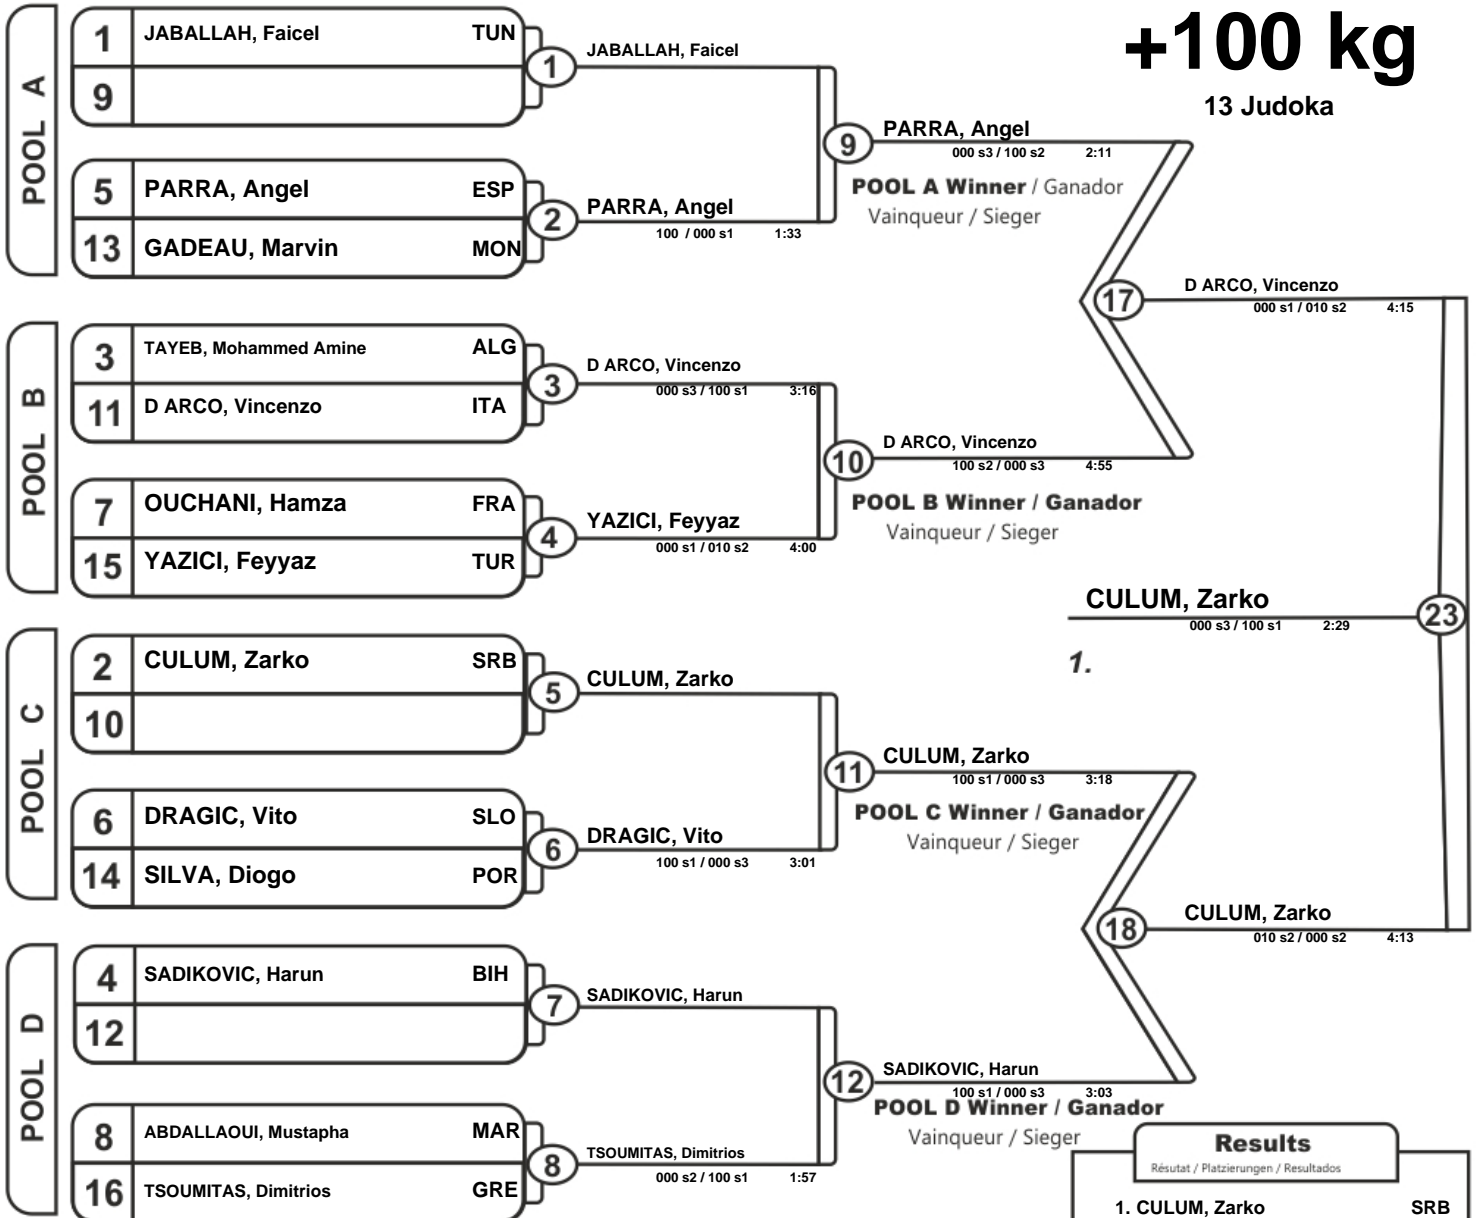 +100 kg
13 Judoka
POOL A
1 JABALLAH, Faicel TUN
9
5 PARRA, Angel ESP
13 GADEAU, Marvin MON
1 JABALLAH, Faicel
2 PARRA, Angel
100 / 000 s1 1:33
9 PARRA, Angel
000 s3 / 100 s2 2:11
POOL A Winner / Ganador
Vainqueur / Sieger
POOL B
3 TAYEB, Mohammed Amine ALG
11 D ARCO, Vincenzo ITA
7 OUCHANI, Hamza FRA
15 YAZICI, Feyyaz TUR
3 D ARCO, Vincenzo
000 s3 / 100 s1 3:16
4 YAZICI, Feyyaz
000 s1 / 010 s2 4:00
10 D ARCO, Vincenzo
100 s2 / 000 s3 4:55
POOL B Winner / Ganador
Vainqueur / Sieger
17 D ARCO, Vincenzo
000 s1 / 010 s2 4:15
CULUM, Zarko 23
000 s3 / 100 s1 2:29
1.
POOL C
2 CULUM, Zarko SRB
10
6 DRAGIC, Vito SLO
14 SILVA, Diogo POR
5 CULUM, Zarko
6 DRAGIC, Vito
100 s1 / 000 s3 3:01
11 CULUM, Zarko
100 s1 / 000 s3 3:18
POOL C Winner / Ganador
Vainqueur / Sieger
18 CULUM, Zarko
010 s2 / 000 s2 4:13
POOL D
4 SADIKOVIC, Harun BIH
12
8 ABDALLAOUI, Mustapha MAR
16 TSOUMITAS, Dimitrios GRE
7 SADIKOVIC, Harun
8 TSOUMITAS, Dimitrios
000 s2 / 100 s1 1:57
12 SADIKOVIC, Harun
100 s1 / 000 s3 3:03
POOL D Winner / Ganador
Vainqueur / Sieger
Results
Résutat / Platzierungen / Resultados
1. CULUM, Zarko SRB